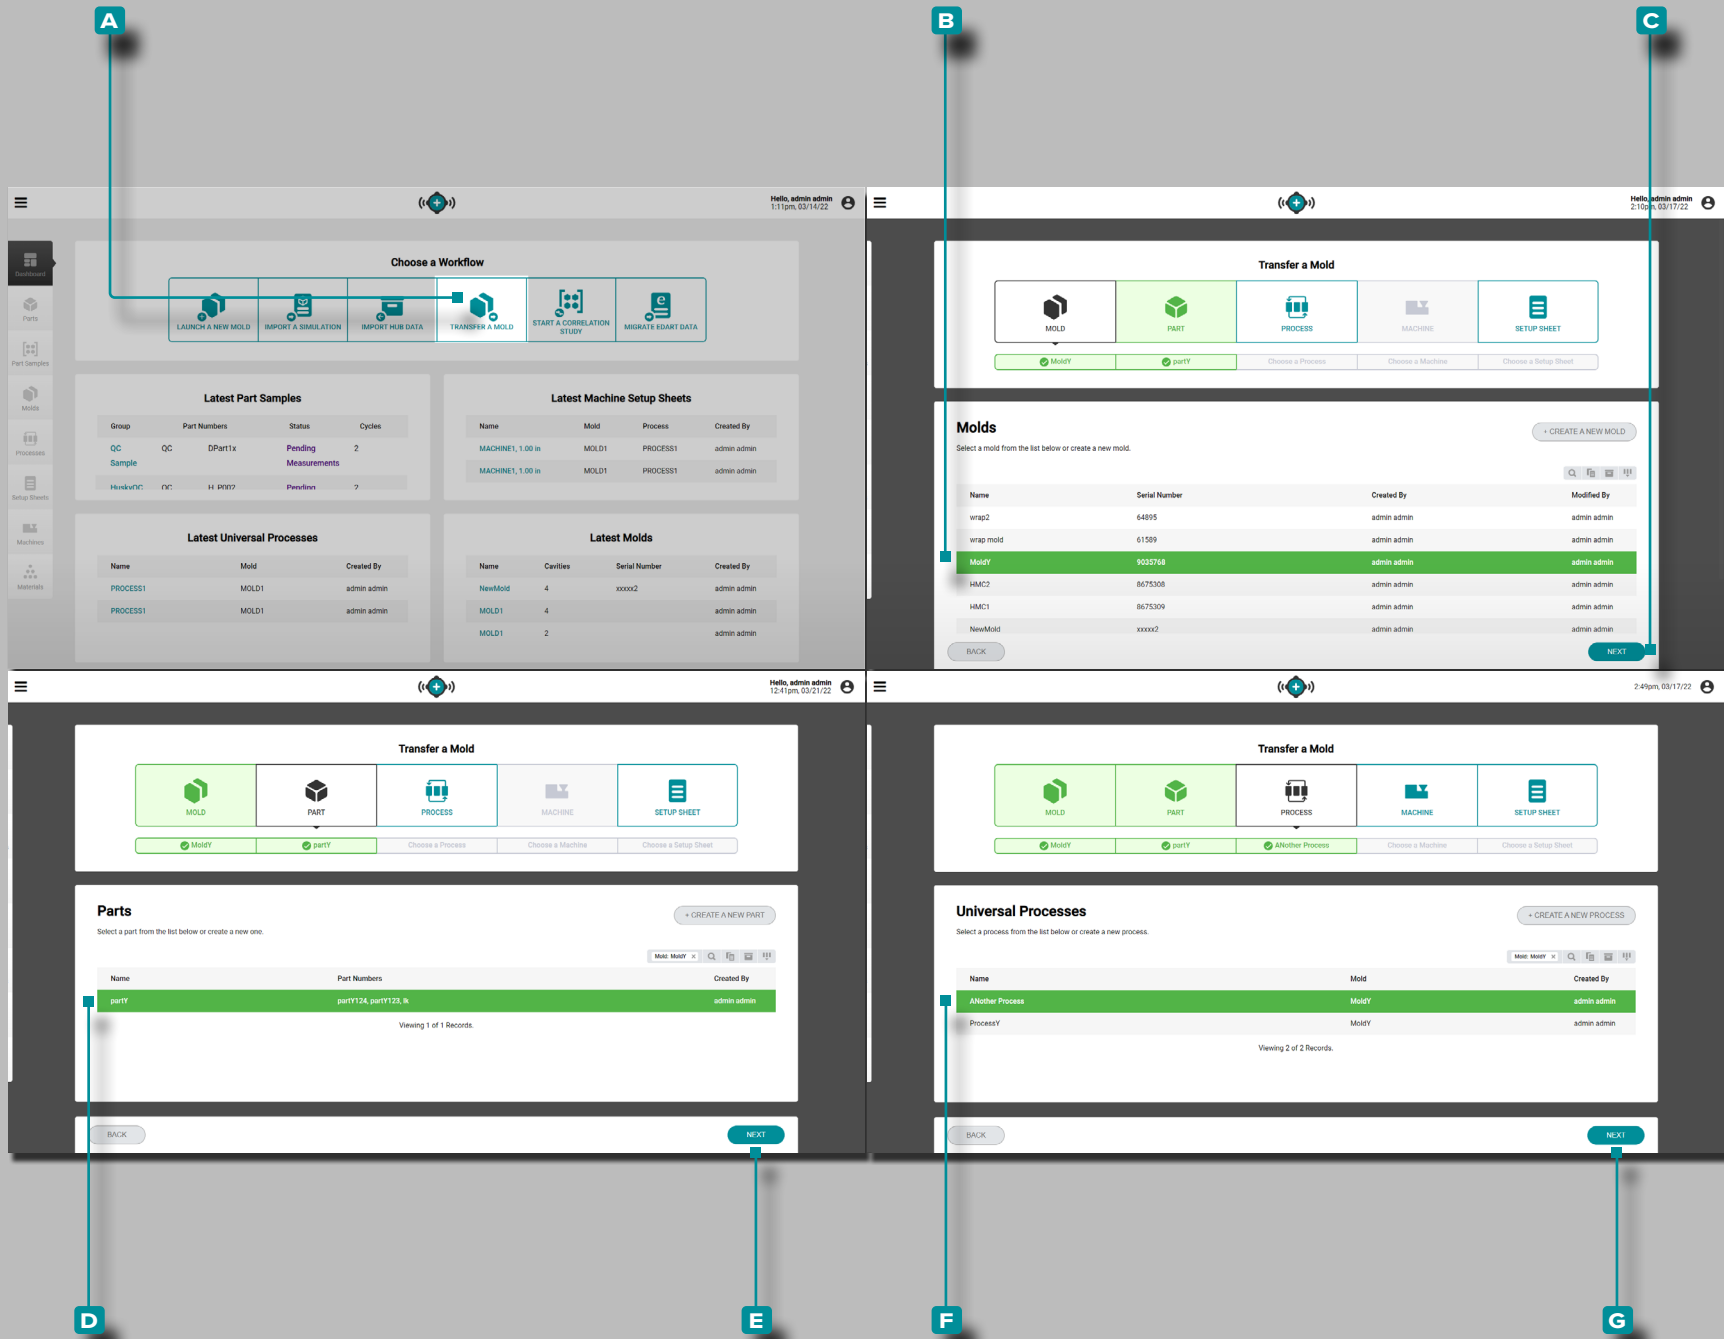 A
B
C
Hello, admin admin
1:11pm, 03/14/22
Dashboard
Parts
Part Samples
Molds
Processes
Setup Sheets
Machines
Materials
Choose a Workflow
LAUNCH A NEW MOLD
IMPORT A SIMULATION
IMPORT HUB DATA
TRANSFER A MOLD
START A CORRELATION STUDY
MIGRATE EDART DATA
Latest Part Samples
Group Part Numbers Status Cycles
QC Sample QC DPart1x Pending Measurements 2
HuskyQC QC H_P002 Pending 2
Latest Machine Setup Sheets
Name Mold Process Created By
MACHINE1, 1.00 in MOLD1 PROCESS1 admin admin
MACHINE1, 1.00 in MOLD1 PROCESS1 admin admin
Latest Universal Processes
Name Mold Created By
PROCESS1 MOLD1 admin admin
PROCESS1 MOLD1 admin admin
Latest Molds
Name Cavities Serial Number Created By
NewMold 4 xxxxx2 admin admin
MOLD1 4 admin admin
MOLD1 2 admin admin
Hello, admin admin
2:10pm, 03/17/22
Transfer a Mold
MOLD PART PROCESS MACHINE SETUP SHEET
MoldY partY Choose a Process Choose a Machine Choose a Setup Sheet
Molds
+ CREATE A NEW MOLD
Select a mold from the list below or create a new mold.
Name Serial Number Created By Modified By
wrap2 64895 admin admin admin admin
wrap mold 61589 admin admin admin admin
MoldY 9035768 admin admin admin admin
HMC2 8675308 admin admin admin admin
HMC1 8675309 admin admin admin admin
NewMold xxxxx2 admin admin admin admin
BACK NEXT
Hello, admin admin
12:41pm, 03/21/22
Transfer a Mold
MOLD PART PROCESS MACHINE SETUP SHEET
MoldY partY Choose a Process Choose a Machine Choose a Setup Sheet
Parts
+ CREATE A NEW PART
Select a part from the list below or create a new one.
Mold: MoldY ×
Name Part Numbers Created By
partY partY124, partY123, lk admin admin
Viewing 1 of 1 Records.
BACK NEXT
2:49pm, 03/17/22
Transfer a Mold
MOLD PART PROCESS MACHINE SETUP SHEET
MoldY partY ANother Process Choose a Machine Choose a Setup Sheet
Universal Processes
+ CREATE A NEW PROCESS
Select a process from the list below or create a new process.
Mold: MoldY ×
Name Mold Created By
ANother Process MoldY admin admin
ProcessY MoldY admin admin
Viewing 2 of 2 Records.
BACK NEXT
D
E
F
G